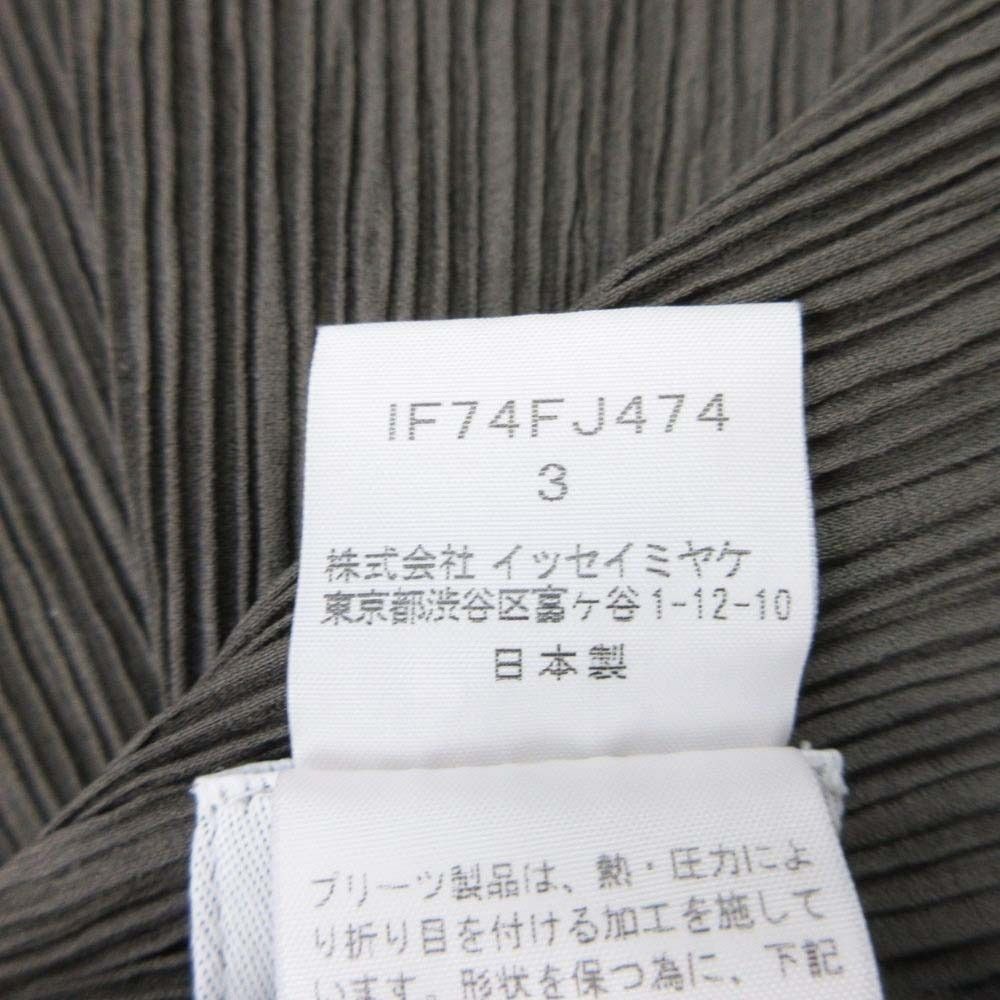 IF74FJ474
3
株式会社 イッセイミヤケ
東京都渋谷区富ヶ谷1-12-10
日本製
プリーツ製品は、熱・圧力によ
り折り目を付ける加工を施して
います。形状を保つ為に、下記